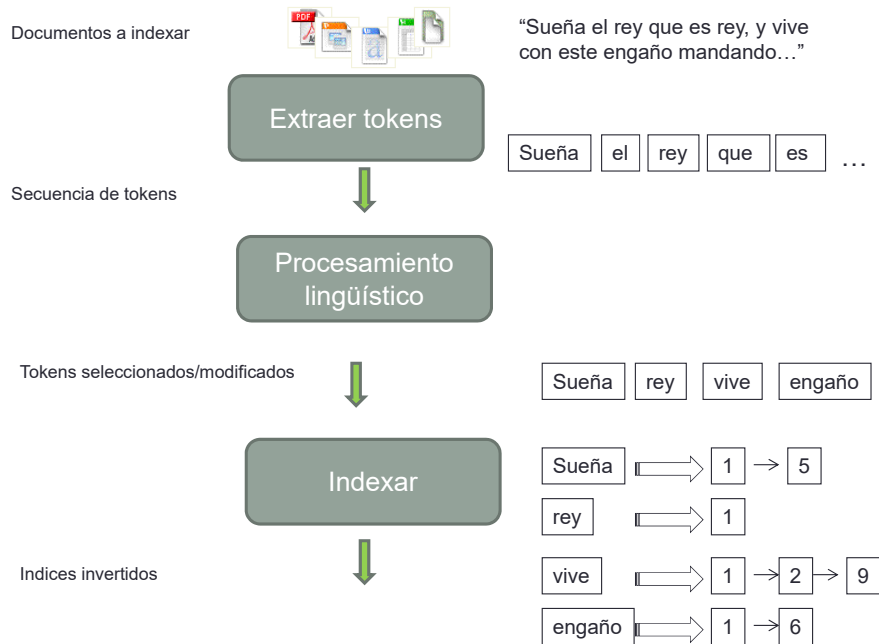 Documentos a indexar
PDF
“Sueña el rey que es rey, y vive
con este engaño mandando…”
Extraer tokens
Sueña el rey que es …
Secuencia de tokens
Procesamiento
lingüístico
Tokens seleccionados/modificados
Sueña rey vive engaño
Indexar
Sueña 1 5
rey 1
Indices invertidos
vive 1 2 9
engaño 1 6